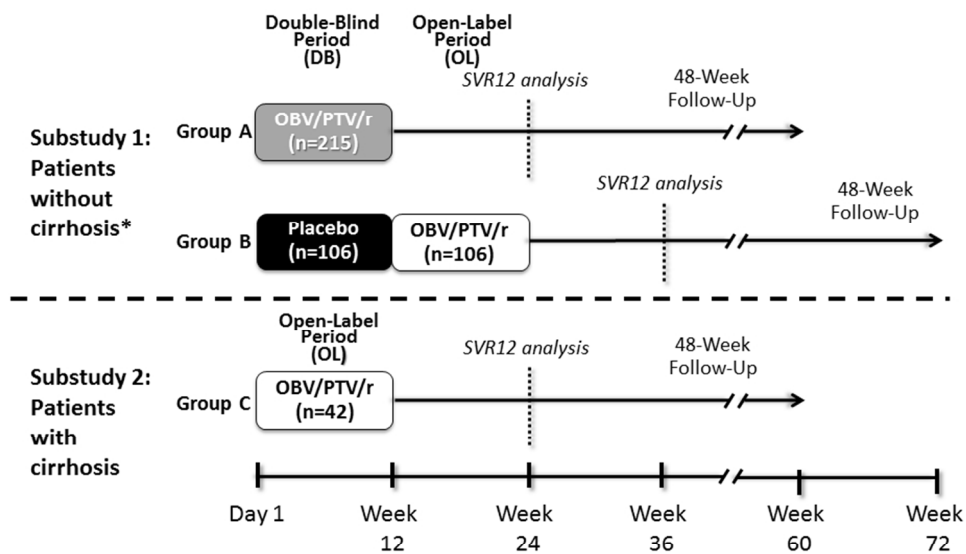 Double-Blind
Period
(DB)
Open-Label
Period
(OL)
SVR12 analysis
48-Week
Follow-Up
Substudy 1:
Patients
without
cirrhosis*
Group A
OBV/PTV/r
(n=215)
SVR12 analysis
48-Week
Follow-Up
Group B
Placebo
(n=106)
OBV/PTV/r
(n=106)
Open-Label
Period
(OL)
SVR12 analysis
48-Week
Follow-Up
Substudy 2:
Patients
with
cirrhosis
Group C
OBV/PTV/r
(n=42)
Day 1
Week
12
Week
24
Week
36
Week
60
Week
72